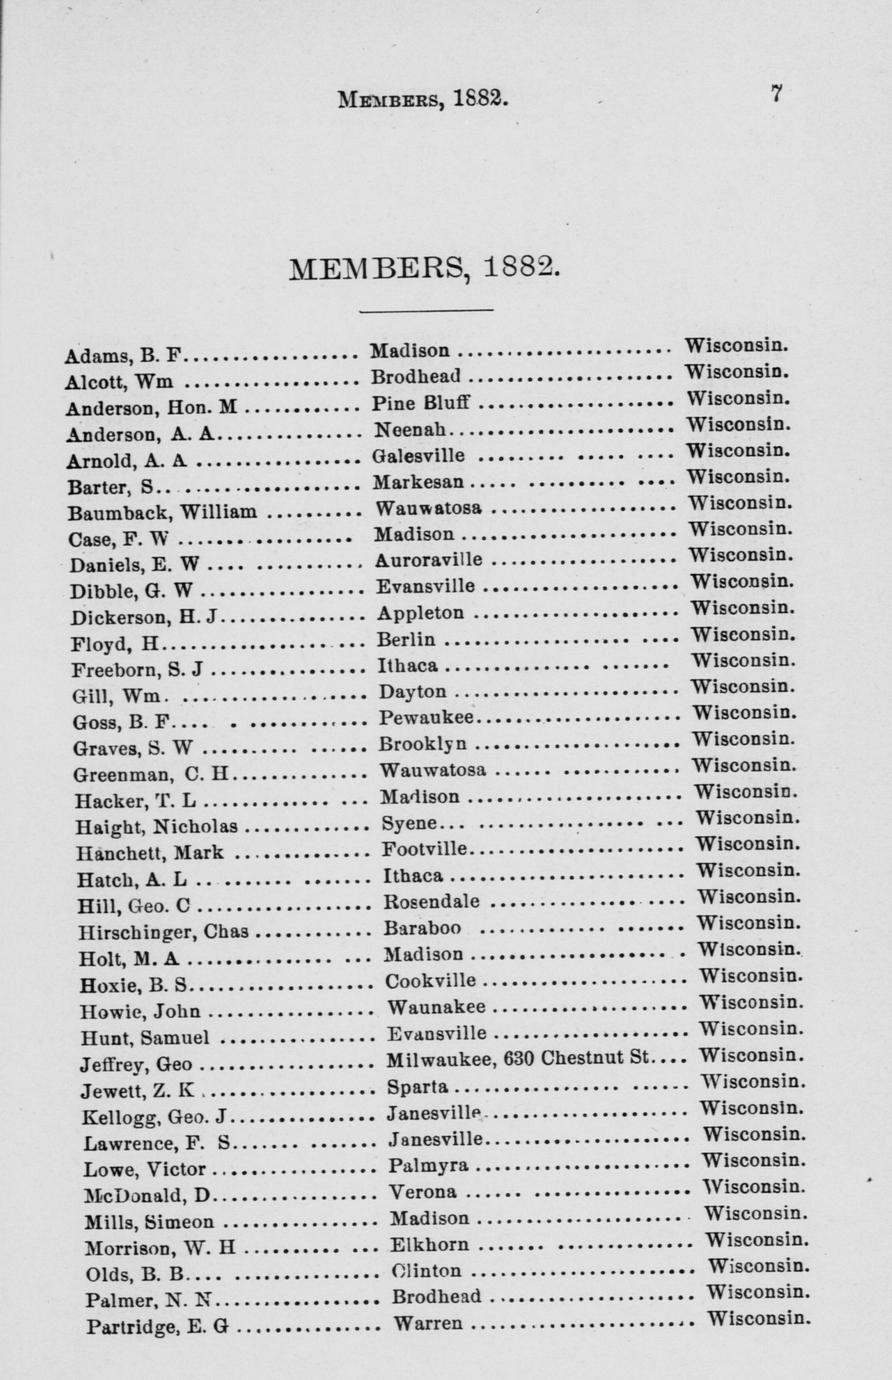 MEMBERS, 1882. 7
MEMBERS, 1882.
Adams, B. F................... Madison ...................... Wisconsin.
Alcott, Wm .................. Brodhead ..................... Wisconsin.
Anderson, Hon. M ............ Pine Bluff .................... Wisconsin.
Anderson, A. A............... Neenah....................... Wisconsin.
Arnold, A. A ................. Galesville ......... ..... .... Wisconsin.
Barter, S.. .................. Markesan ..... .......... .... Wisconsin.
Baumback, William .......... Wauwatosa ................... Wisconsin.
Case, F. W .................. Madison ...................... Wisconsin.
Daniels, E. W .... ........... Auroraville ................... Wisconsin.
Dibble, G. W ................. Evansville .................... Wisconsin.
Dickerson, H. J............... Appleton ..................... Wisconsin.
Floyd, H..................... Berlin ................... .... Wisconsin.
Freeborn, S. J ................ Ithaca ............... ....... Wisconsin.
Gill, Wm. ................... Dayton ....................... Wisconsin.
Goss, B. F.... . ............ Pewaukee..................... Wisconsin.
Graves, S. W .......... ...... Brooklyn ..................... Wisconsin.
Greenman, C. H.............. Wauwatosa ...... ............ Wisconsin.
Hacker, T. L ............. ... Madison ...................... Wisconsin.
Haight, Nicholas ............. Syene... ................. ... Wisconsin.
Hanchett, Mark .............. Footville...................... Wisconsin.
Hatch, A. L .. ........ ....... Ithaca ........................ Wisconsin.
Hill, Geo. C .................. Rosendale ............... .... Wisconsin.
Hirschinger, Chas ............ Baraboo ............. ....... Wisconsin.
Holt, M. A ............... ... Madison .................... . Wisconsin.
Hoxie, B. S................... Cookville ..................... Wisconsin.
Howie, John ................. Waunakee .................... Wisconsin.
Hunt, Samuel ................ Evansville .................... Wisconsin.
Jeffrey, Geo .................. Milwaukee, 630 Chestnut St.... Wisconsin.
Jewett, Z. K .................. Sparta ................. ...... Wisconsin.
Kellogg, Geo. J............... Janesville..................... Wisconsin.
Lawrence, F. S....... ....... Janesville..................... Wisconsin.
Lowe, Victor ................. Palmyra ...................... Wisconsin.
McDonald, D................. Verona ...... ................ Wisconsin.
Mills, Simeon ................ Madison ...................... Wisconsin.
Morrison, W. H .......... ... Elkhorn ....... .............. Wisconsin.
Olds, B. B.... ............... Clinton ....................... Wisconsin.
Palmer, N. N................. Brodhead ..................... Wisconsin.
Partridge, E. G ............... Warren ....................... Wisconsin.